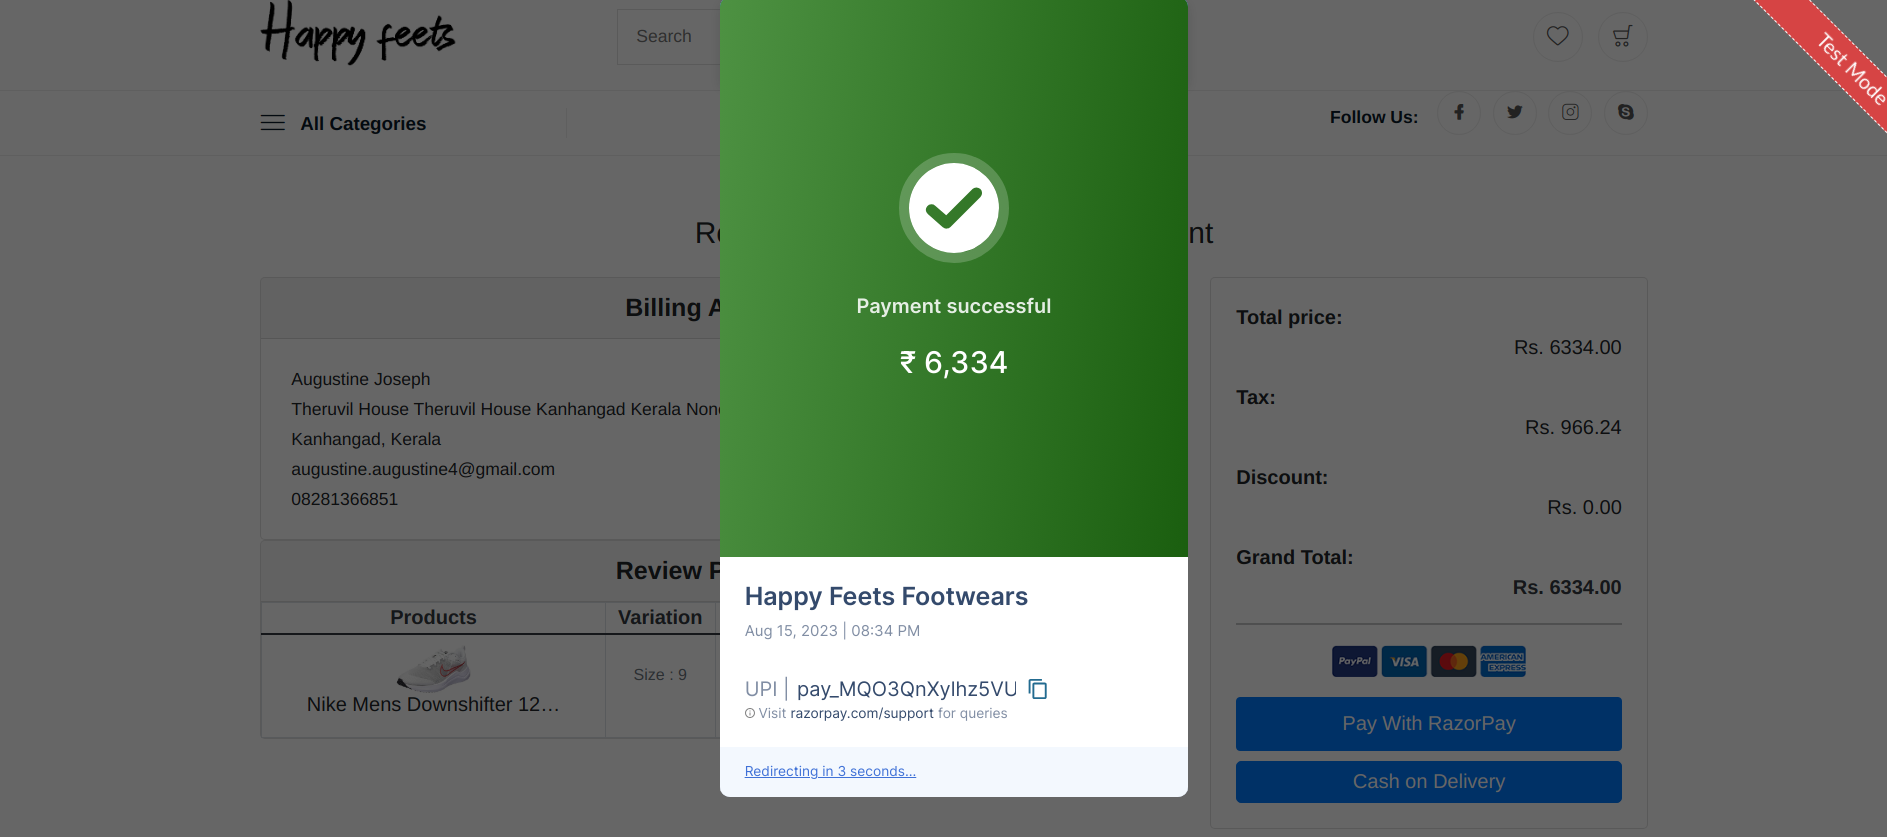 Happy feets
Search
Test Mode
All Categories
Follow Us:
Payment successful
₹ 6,334
Billing A
Augustine Joseph
Theruvil House Theruvil House Kanhangad Kerala None
Kanhangad, Kerala
augustine.augustine4@gmail.com
08281366851
Review P
Products
Variation
Size : 9
Nike Mens Downshifter 12...
Happy Feets Footwears
Aug 15, 2023 | 08:34 PM
UPI | pay_MQO3QnXylhz5VU
Visit razorpay.com/support for queries
Redirecting in 3 seconds...
Total price:
Rs. 6334.00
Tax:
Rs. 966.24
Discount:
Rs. 0.00
Grand Total:
Rs. 6334.00
PayPal
VISA
AMERICAN EXPRESS
Pay With RazorPay
Cash on Delivery